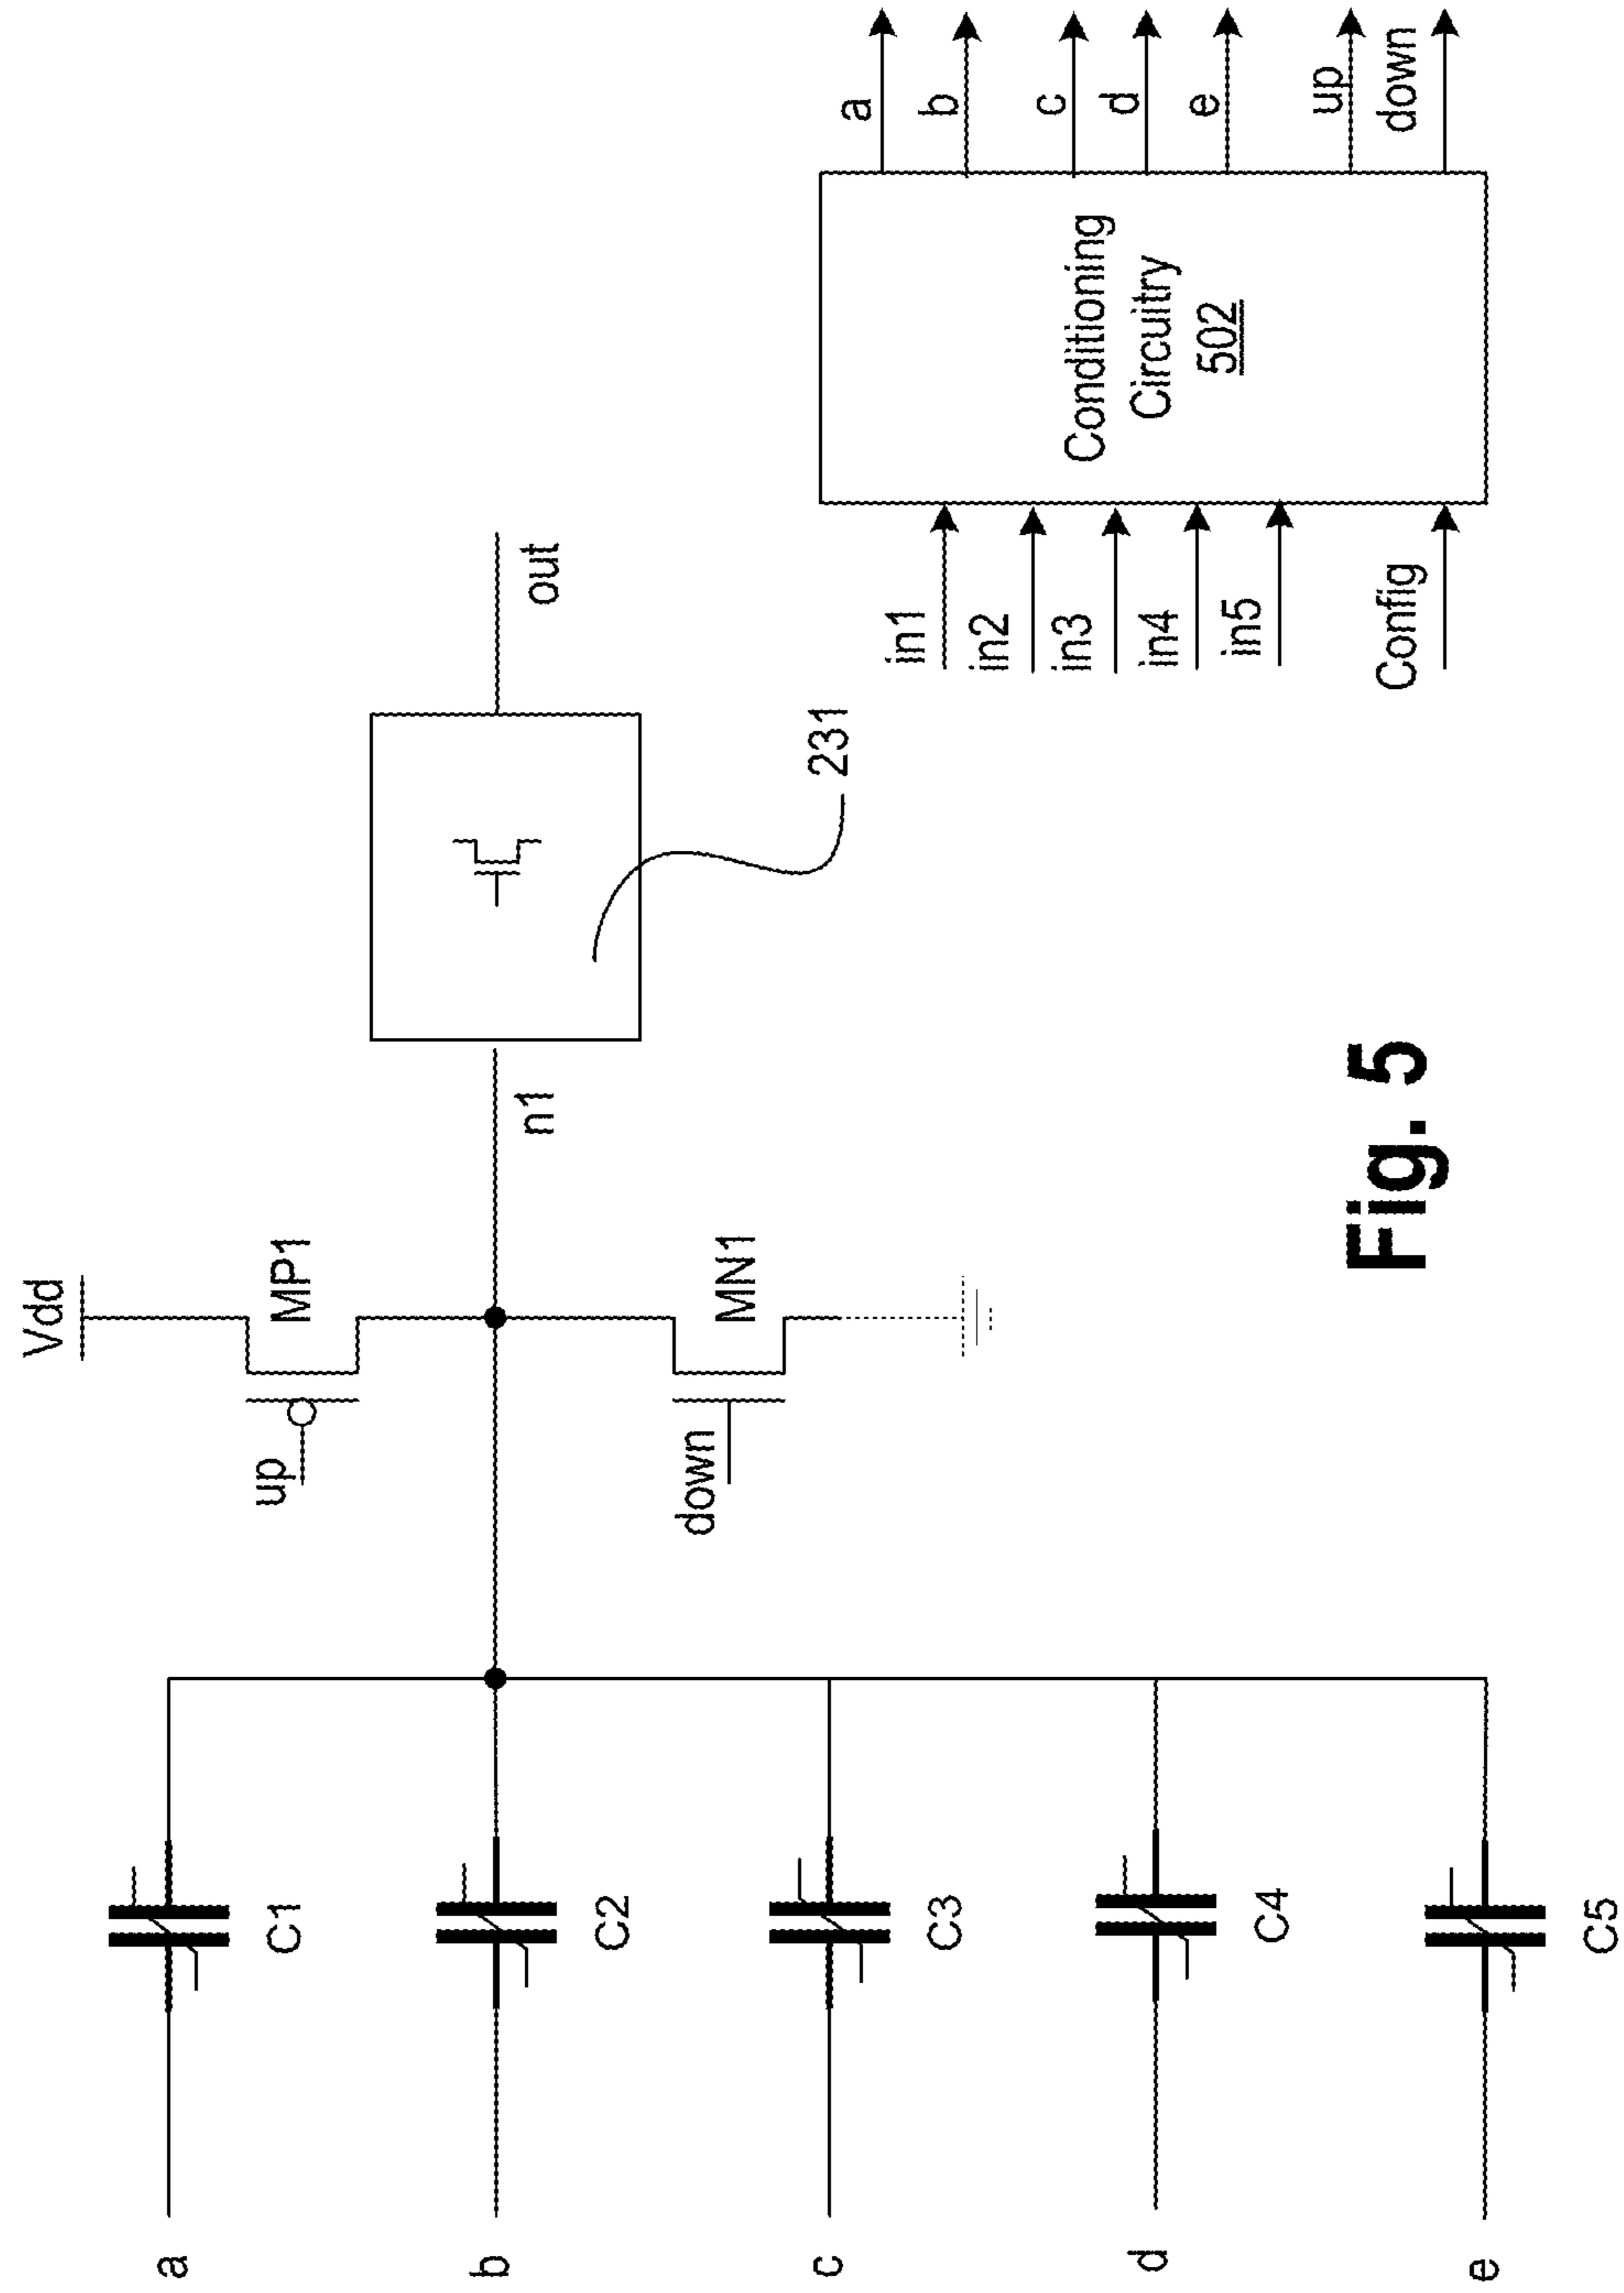 Vdd
up
MP1
a
C1
n1
out
b
C2
down
MN1
231
c
C3
d
C4
e
C5
in1
in2
in3
in4
in5
Config
Conditioning
Circuitry
502
a
b
c
d
e
up
down
Fig. 5